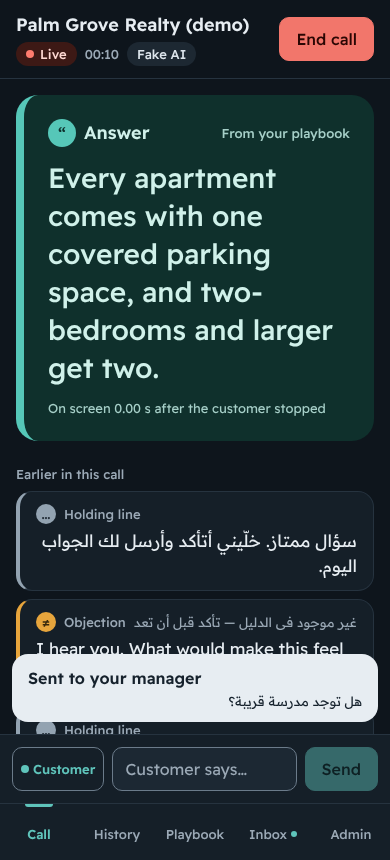 Palm Grove Realty (demo)
Live 00:10 Fake AI
End call
“ Answer From your playbook
Every apartment
comes with one
covered parking
space, and two-
bedrooms and larger
get two.
On screen 0.00 s after the customer stopped
Earlier in this call
… Holding line
سؤال ممتاز. خلّيني أتأكد وأرسل لك الجواب
اليوم.
≠ Objection غير موجود في الدليل — تأكد قبل أن تعد
I hear you. What would make this feel
Sent to your manager
هل توجد مدرسة قريبة؟
Holding line
Customer Customer says… Send
Call History Playbook Inbox Admin